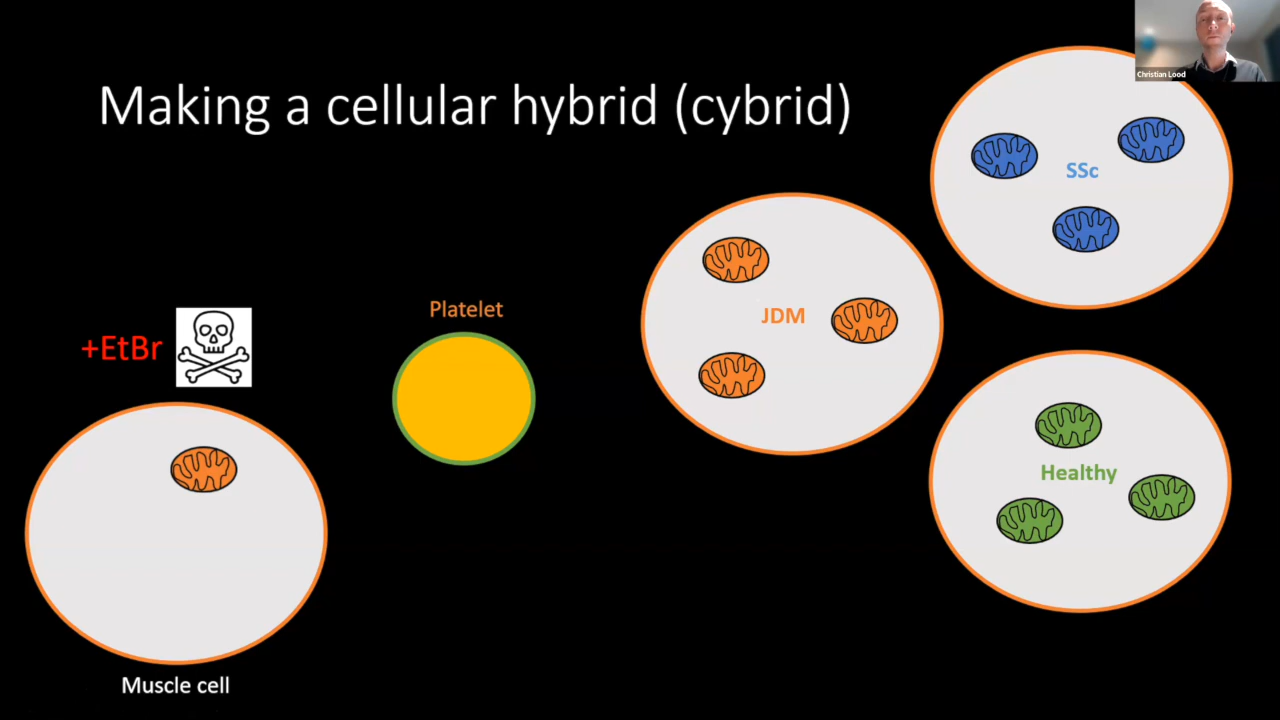 Christian Lood
Making a cellular hybrid (cybrid)
SSc
Platelet
JDM
+EtBr
Healthy
Muscle cell